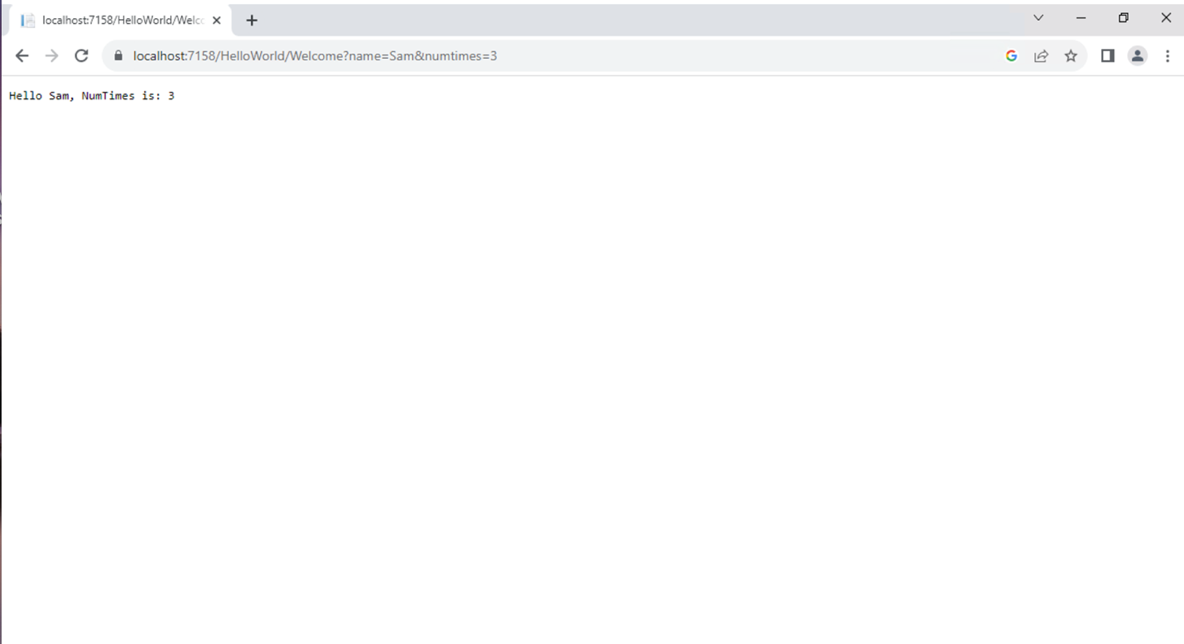 localhost:7158/HelloWorld/Welc
localhost:7158/HelloWorld/Welcome?name=Sam&numtimes=3
Hello Sam, NumTimes is: 3